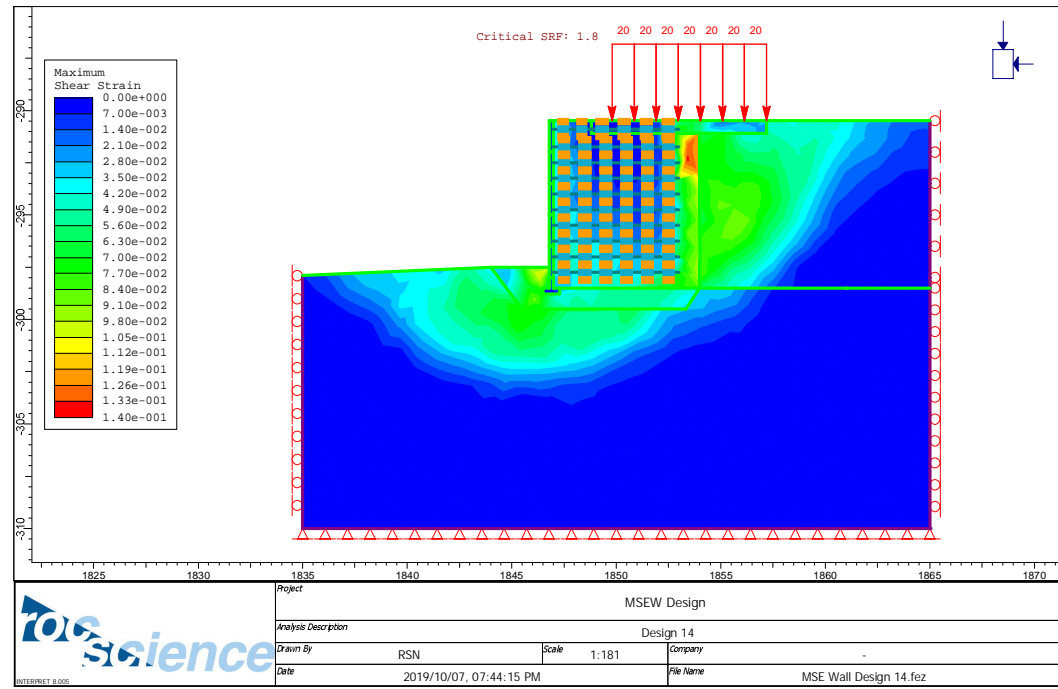 Critical SRF: 1.8
20 20 20 20 20 20 20
Maximum
Shear Strain
0.00e+000
7.00e-003
1.40e-002
2.10e-002
2.80e-002
3.50e-002
4.20e-002
4.90e-002
5.60e-002
6.30e-002
7.00e-002
7.70e-002
8.40e-002
9.10e-002
9.80e-002
1.05e-001
1.12e-001
1.19e-001
1.26e-001
1.33e-001
1.40e-001
-290
-295
-300
-305
-310
1825 1830 1835 1840 1845 1850 1855 1860 1865 1870
rocscience
INTERPRET 8.005
Project
MSEW Design
Analysis Description
Design 14
Drawn By
RSN
Scale
1:181
Company
-
Date
2019/10/07, 07:44:15 PM
File Name
MSE Wall Design 14.fez